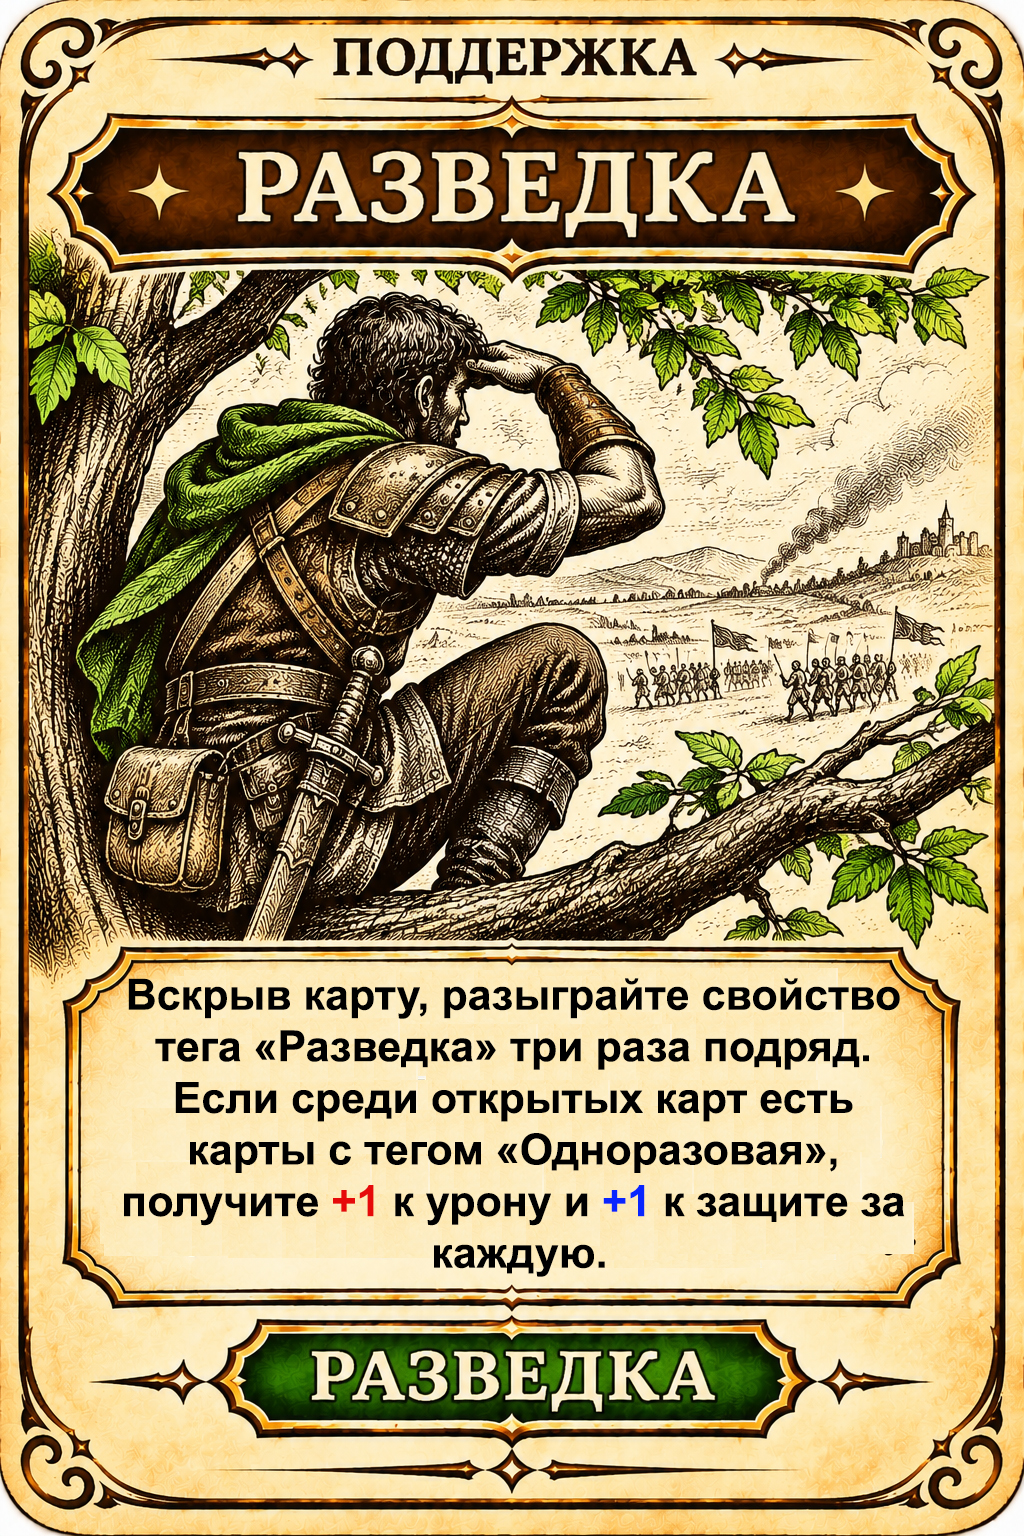 ПОДДЕРЖКА
РАЗВЕДКА
Вскрыв карту, разыграйте свойство
тега «Разведка» три раза подряд.
Если среди открытых карт есть
карты с тегом «Одноразовая»,
получите +1 к урону и +1 к защите за
каждую.
РАЗВЕДКА